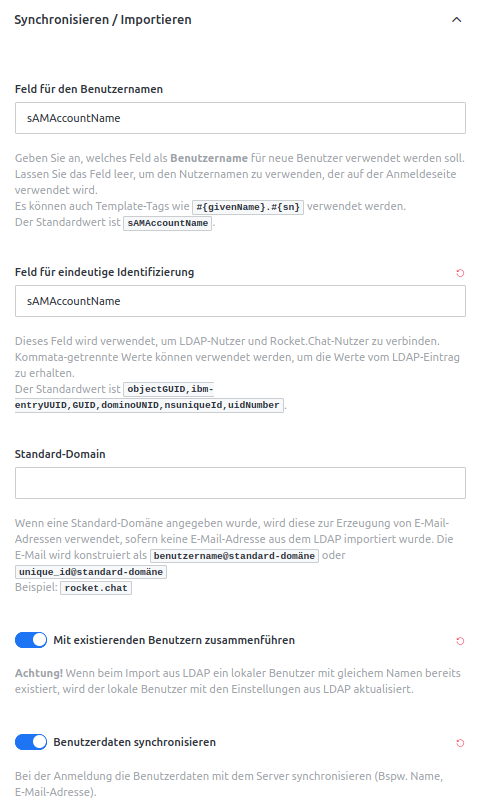 Synchronisieren / Importieren
Feld für den Benutzernamen
sAMAccountName
Geben Sie an, welches Feld als Benutzername für neue Benutzer verwendet werden soll.
Lassen Sie das Feld leer, um den Nutzernamen zu verwenden, der auf der Anmeldeseite
verwendet wird.
Es können auch Template-Tags wie #{givenName}.#{sn} verwendet werden.
Der Standardwert ist sAMAccountName.
Feld für eindeutige Identifizierung
sAMAccountName
Dieses Feld wird verwendet, um LDAP-Nutzer und Rocket.Chat-Nutzer zu verbinden.
Kommata-getrennte Werte können verwendet werden, um die Werte vom LDAP-Eintrag
zu erhalten.
Der Standardwert ist objectGUID,ibm-
entryUUID,GUID,dominoUNID,nsuniqueId,uidNumber.
Standard-Domain
Wenn eine Standard-Domäne angegeben wurde, wird diese zur Erzeugung von E-Mail-
Adressen verwendet, sofern keine E-Mail-Adresse aus dem LDAP importiert wurde. Die
E-Mail wird konstruiert als benutzername@standard-domäne oder
unique_id@standard-domäne
Beispiel: rocket.chat
Mit existierenden Benutzern zusammenführen
Achtung! Wenn beim Import aus LDAP ein lokaler Benutzer mit gleichem Namen bereits
existiert, wird der lokale Benutzer mit den Einstellungen aus LDAP aktualisiert.
Benutzerdaten synchronisieren
Bei der Anmeldung die Benutzerdaten mit dem Server synchronisieren (Bspw. Name,
E-Mail-Adresse).